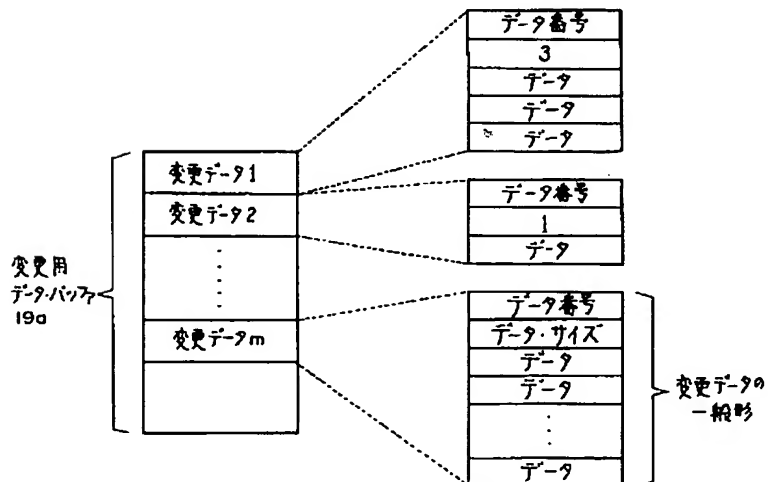 変更用
データ・バッファ
19a
変更データ1
変更データ2
変更データm
データ番号
3
データ
データ
データ
データ番号
1
データ
データ番号
データ・サイズ
データ
データ
データ
変更データの
一般形